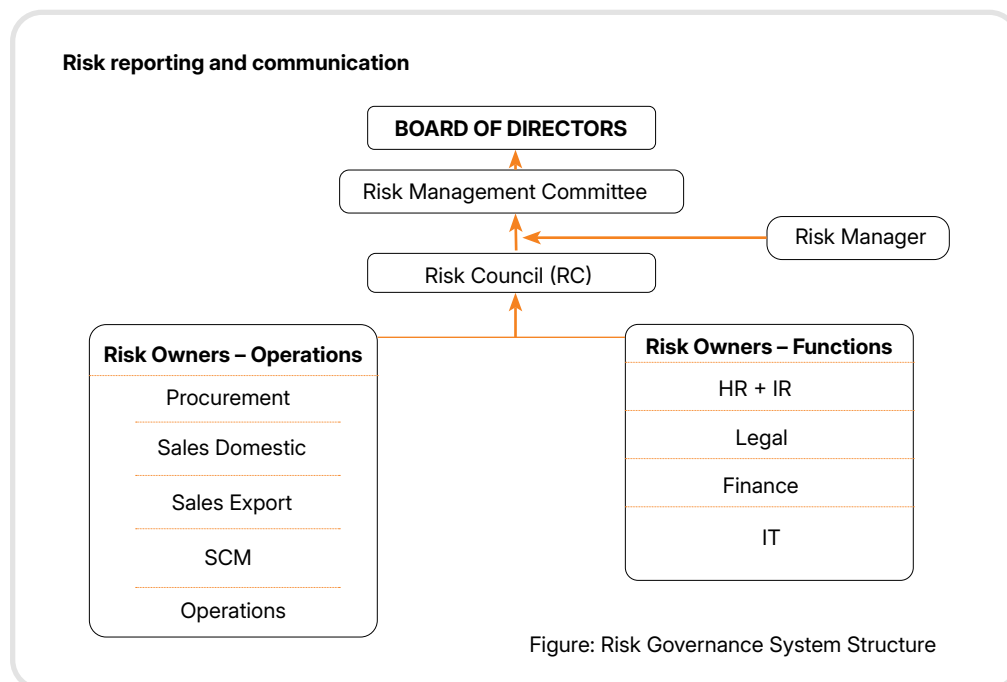 Risk reporting and communication
BOARD OF DIRECTORS
Risk Management Committee
Risk Manager
Risk Council (RC)
Risk Owners – Operations
Procurement
Sales Domestic
Sales Export
SCM
Operations
Risk Owners – Functions
HR + IR
Legal
Finance
IT
Figure: Risk Governance System Structure